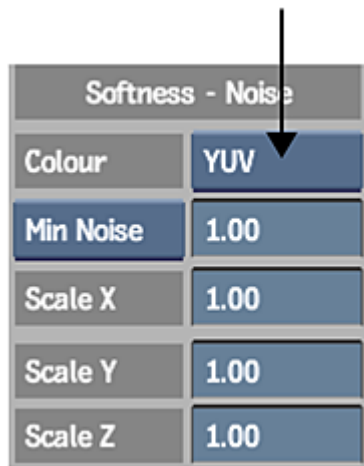 Softness - Noise
Colour YUV
Min Noise 1.00
Scale X 1.00
Scale Y 1.00
Scale Z 1.00